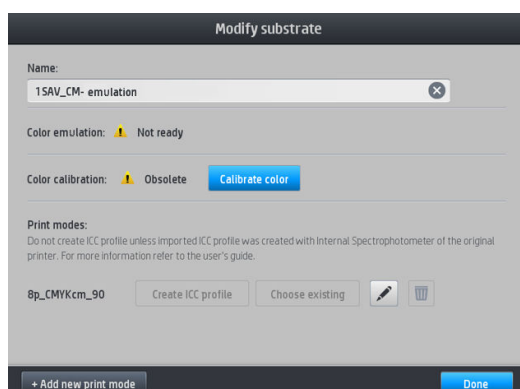 Modify substrate
Name:
1SAV_CM- emulation
Color emulation: Not ready
Color calibration: Obsolete Calibrate color
Print modes:
Do not create ICC profile unless imported ICC profile was created with Internal Spectrophotometer of the original
printer. For more information refer to the user's guide.
8p_CMYKcm_90 Create ICC profile Choose existing
+ Add new print mode Done